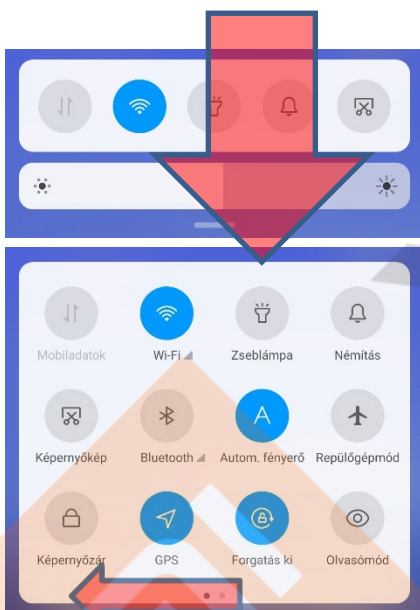 Mobiladatok Wi-Fi Zseblámpa Némítás
Képernyőkép Bluetooth Autom. fényerő Repülőgépmód
Képernyőzár GPS Forgatás ki Olvasómód